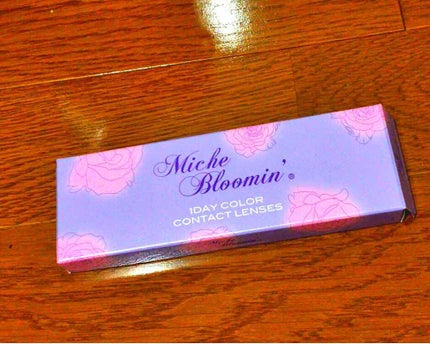 Miche
Bloomin'®
1DAY COLOR
CONTACT LENSES